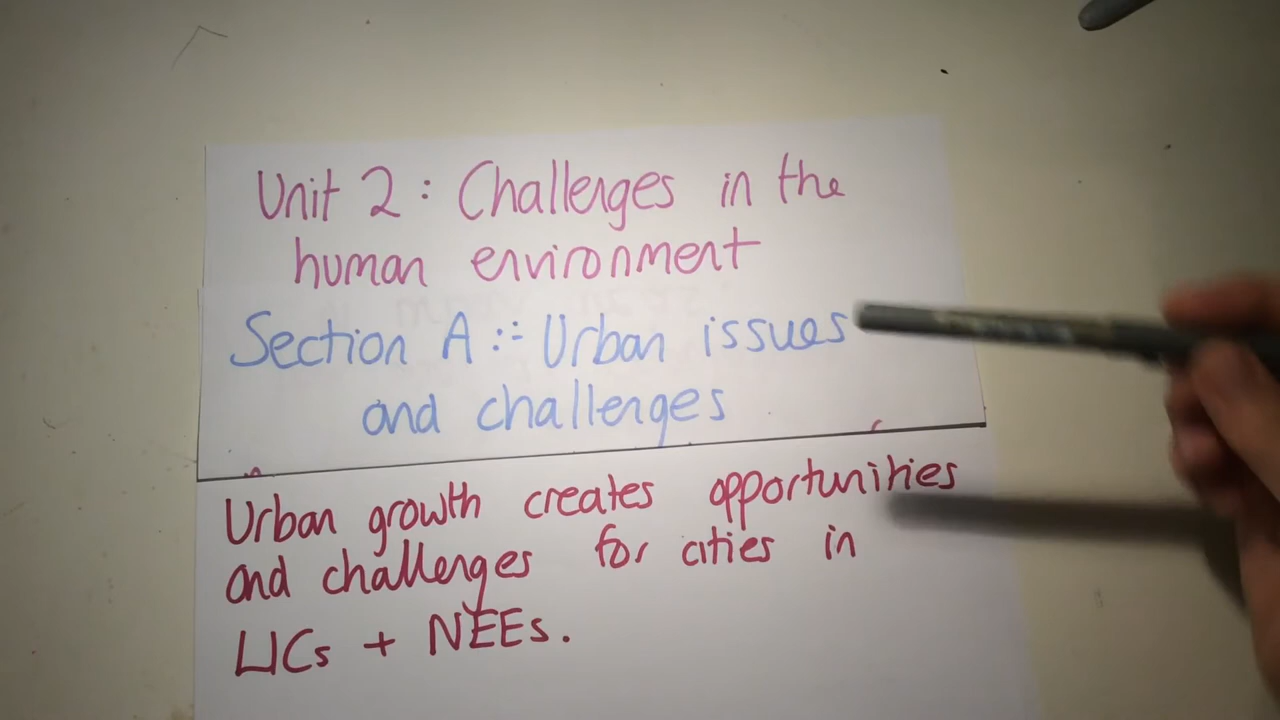 Unit 2: Challenges in the
human environment
Section A:- Urban issues
and challenges
Urban growth creates opportunities
and challenges for cities in
LICs + NEEs.